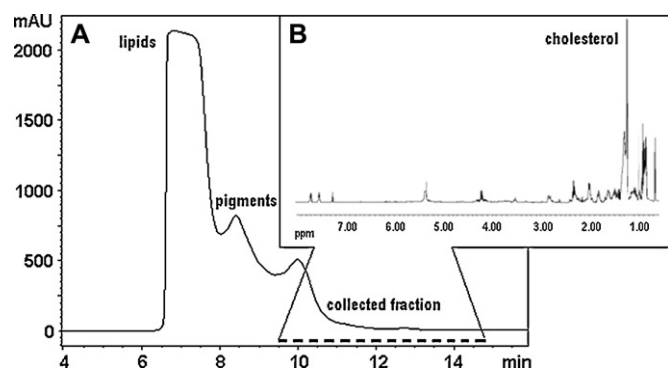 mAU
A
B
2000
1500
1000
500
0
lipids
pigments
collected fraction
cholesterol
ppm 7.00 6.00 5.00 4.00 3.00 2.00 1.00
4 6 8 10 12 14 min